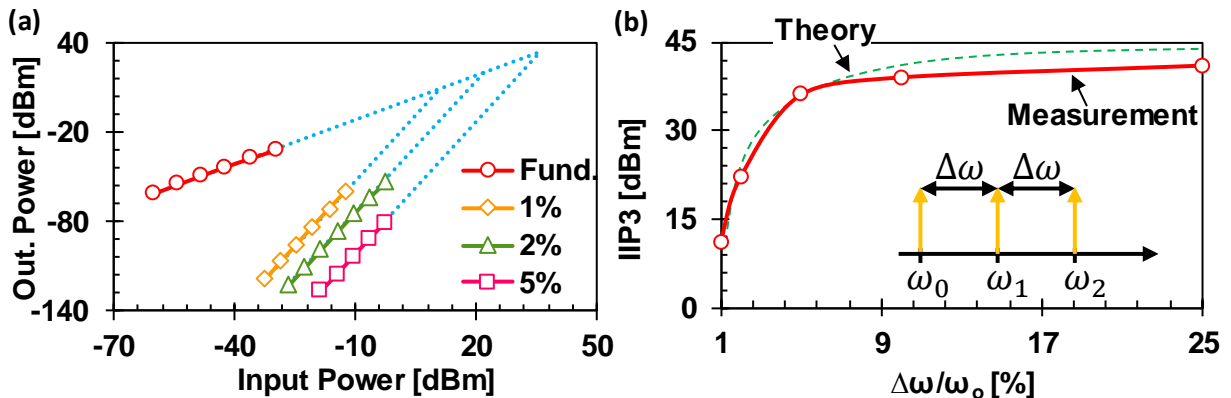 (a)
40
-20
-80
-140
Out. Power [dBm]
-70
-40
-10
20
50
Input Power [dBm]
Fund.
1%
2%
5%
(b)
45
30
15
0
IIP3 [dBm]
Theory
Measurement
Δω Δω
ω₀ ω₁ ω₂
1
9
17
25
Δω/ωₒ [%]